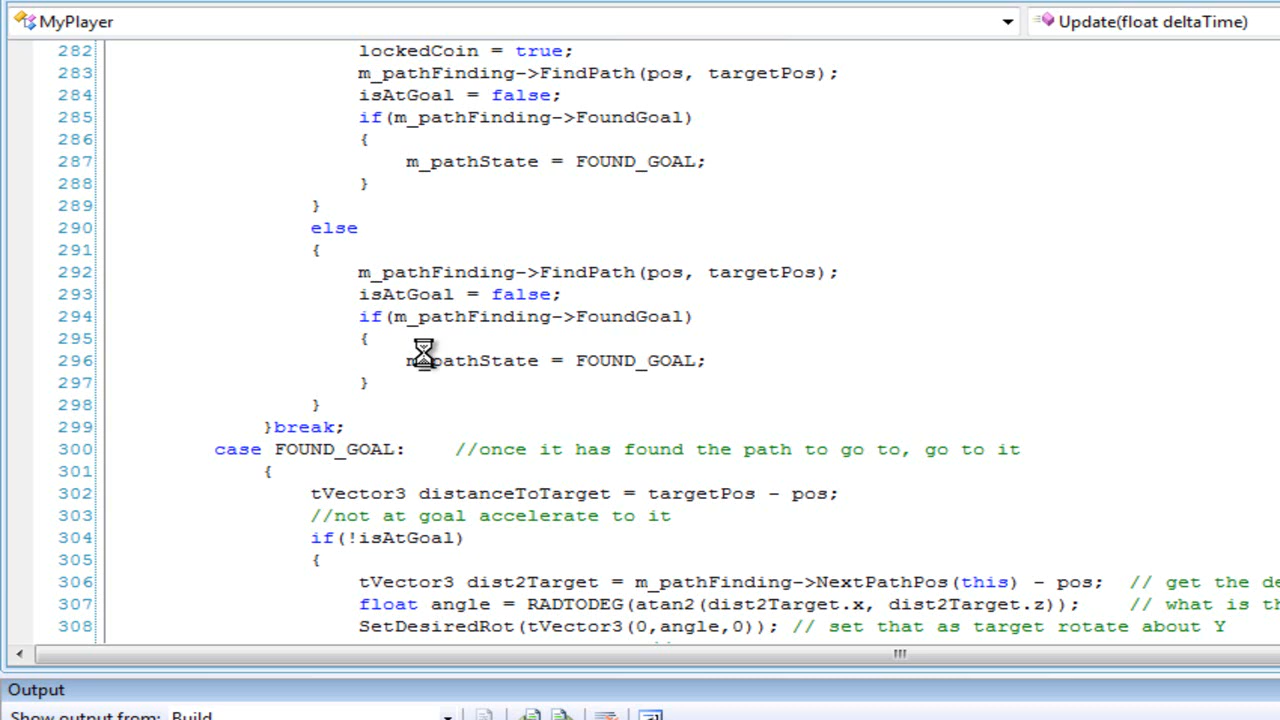 MyPlayer
Update(float deltaTime)
282 lockedCoin = true;
283 m_pathFinding->FindPath(pos, targetPos);
284 isAtGoal = false;
285 if(m_pathFinding->FoundGoal)
286 {
287 m_pathState = FOUND_GOAL;
288 }
289 }
290 else
291 {
292 m_pathFinding->FindPath(pos, targetPos);
293 isAtGoal = false;
294 if(m_pathFinding->FoundGoal)
295 {
296 m_pathState = FOUND_GOAL;
297 }
298 }
299 }break;
300 case FOUND_GOAL: //once it has found the path to go to, go to it
301 {
302 tVector3 distanceToTarget = targetPos - pos;
303 //not at goal accelerate to it
304 if(!isAtGoal)
305 {
306 tVector3 dist2Target = m_pathFinding->NextPathPos(this) - pos; // get the de
307 float angle = RADTODEG(atan2(dist2Target.x, dist2Target.z)); // what is th
308 SetDesiredRot(tVector3(0,angle,0)); // set that as target rotate about Y
Output
Show output from: Build